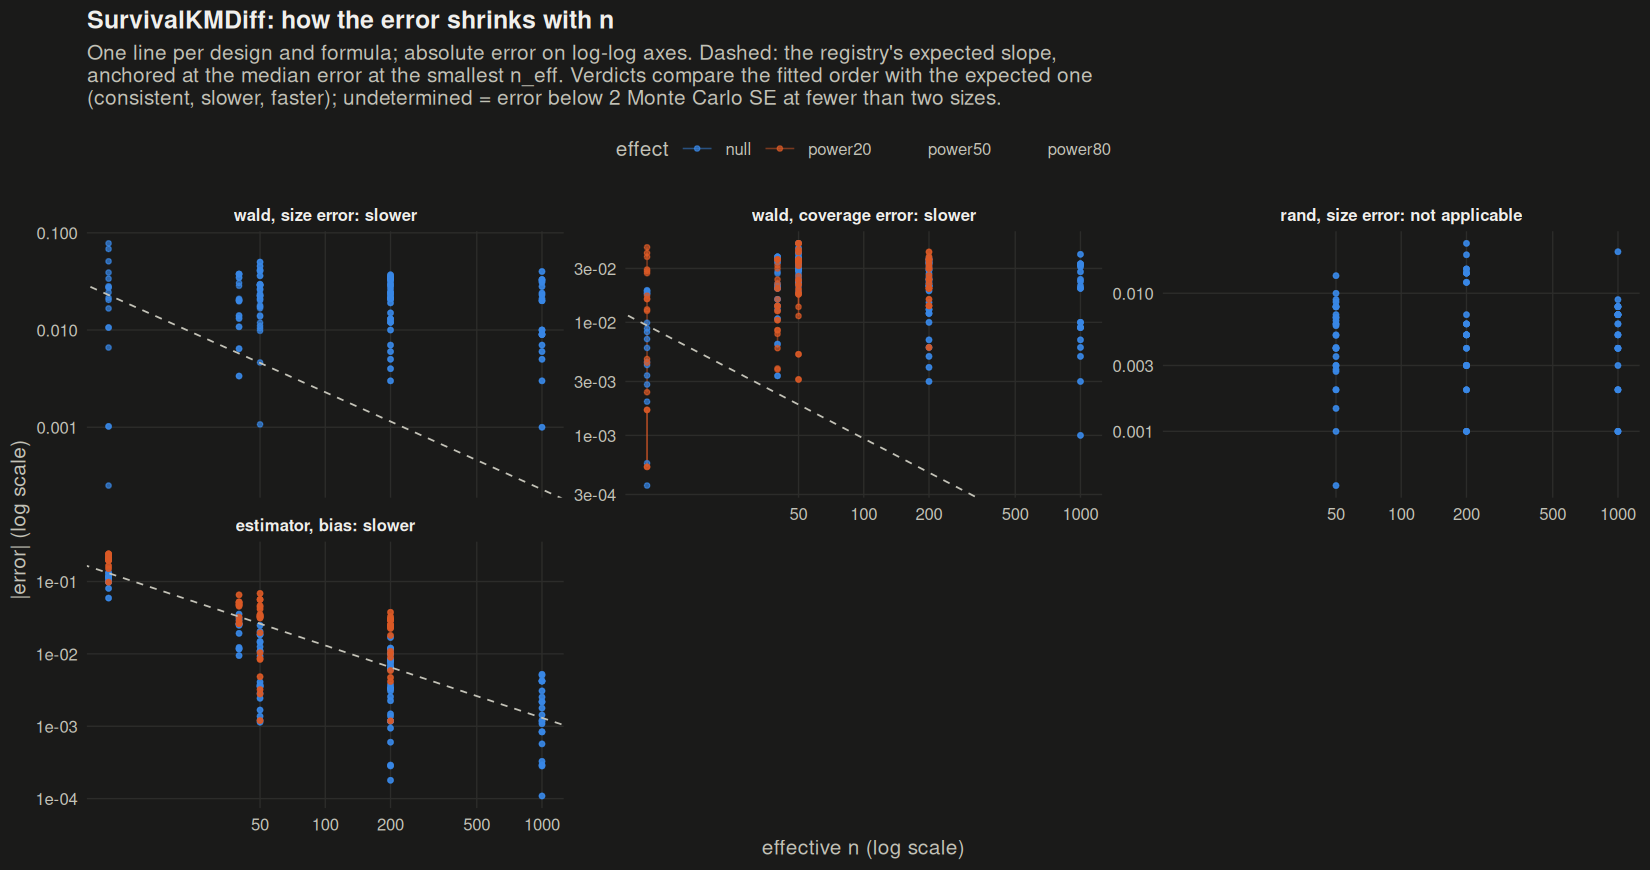 SurvivalKMDiff: how the error shrinks with n
One line per design and formula; absolute error on log-log axes. Dashed: the registry's expected slope,
anchored at the median error at the smallest n_eff. Verdicts compare the fitted order with the expected one
(consistent, slower, faster); undetermined = error below 2 Monte Carlo SE at fewer than two sizes.
effect null power20 power50 power80
wald, size error: slower
0.100
0.010
0.001
wald, coverage error: slower
3e-02
1e-02
3e-03
1e-03
3e-04
50 100 200 500 1000
rand, size error: not applicable
0.010
0.003
0.001
50 100 200 500 1000
estimator, bias: slower
1e-01
1e-02
1e-03
1e-04
50 100 200 500 1000
|error| (log scale)
effective n (log scale)